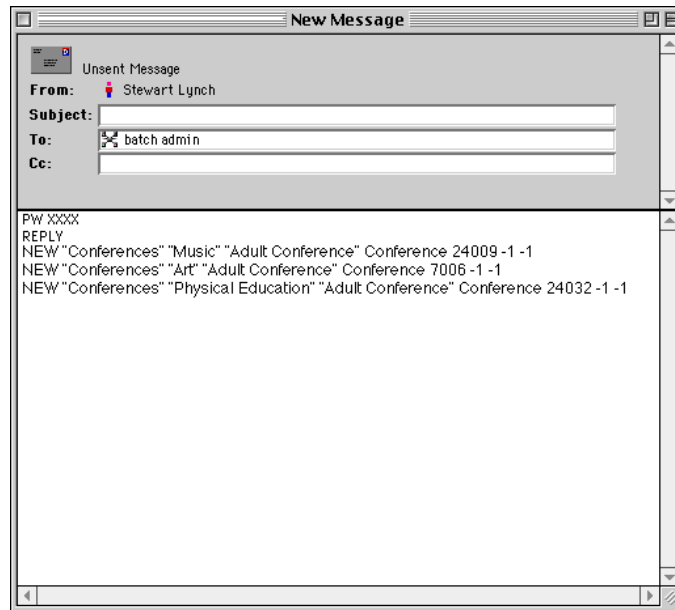 New Message
Unsent Message
From: Stewart Lynch
Subject:
To: batch admin
Cc:
PW XXXX
REPLY
NEW "Conferences" "Music" "Adult Conference" Conference 24009 -1 -1
NEW "Conferences" "Art" "Adult Conference" Conference 7006 -1 -1
NEW "Conferences" "Physical Education" "Adult Conference" Conference 24032 -1 -1